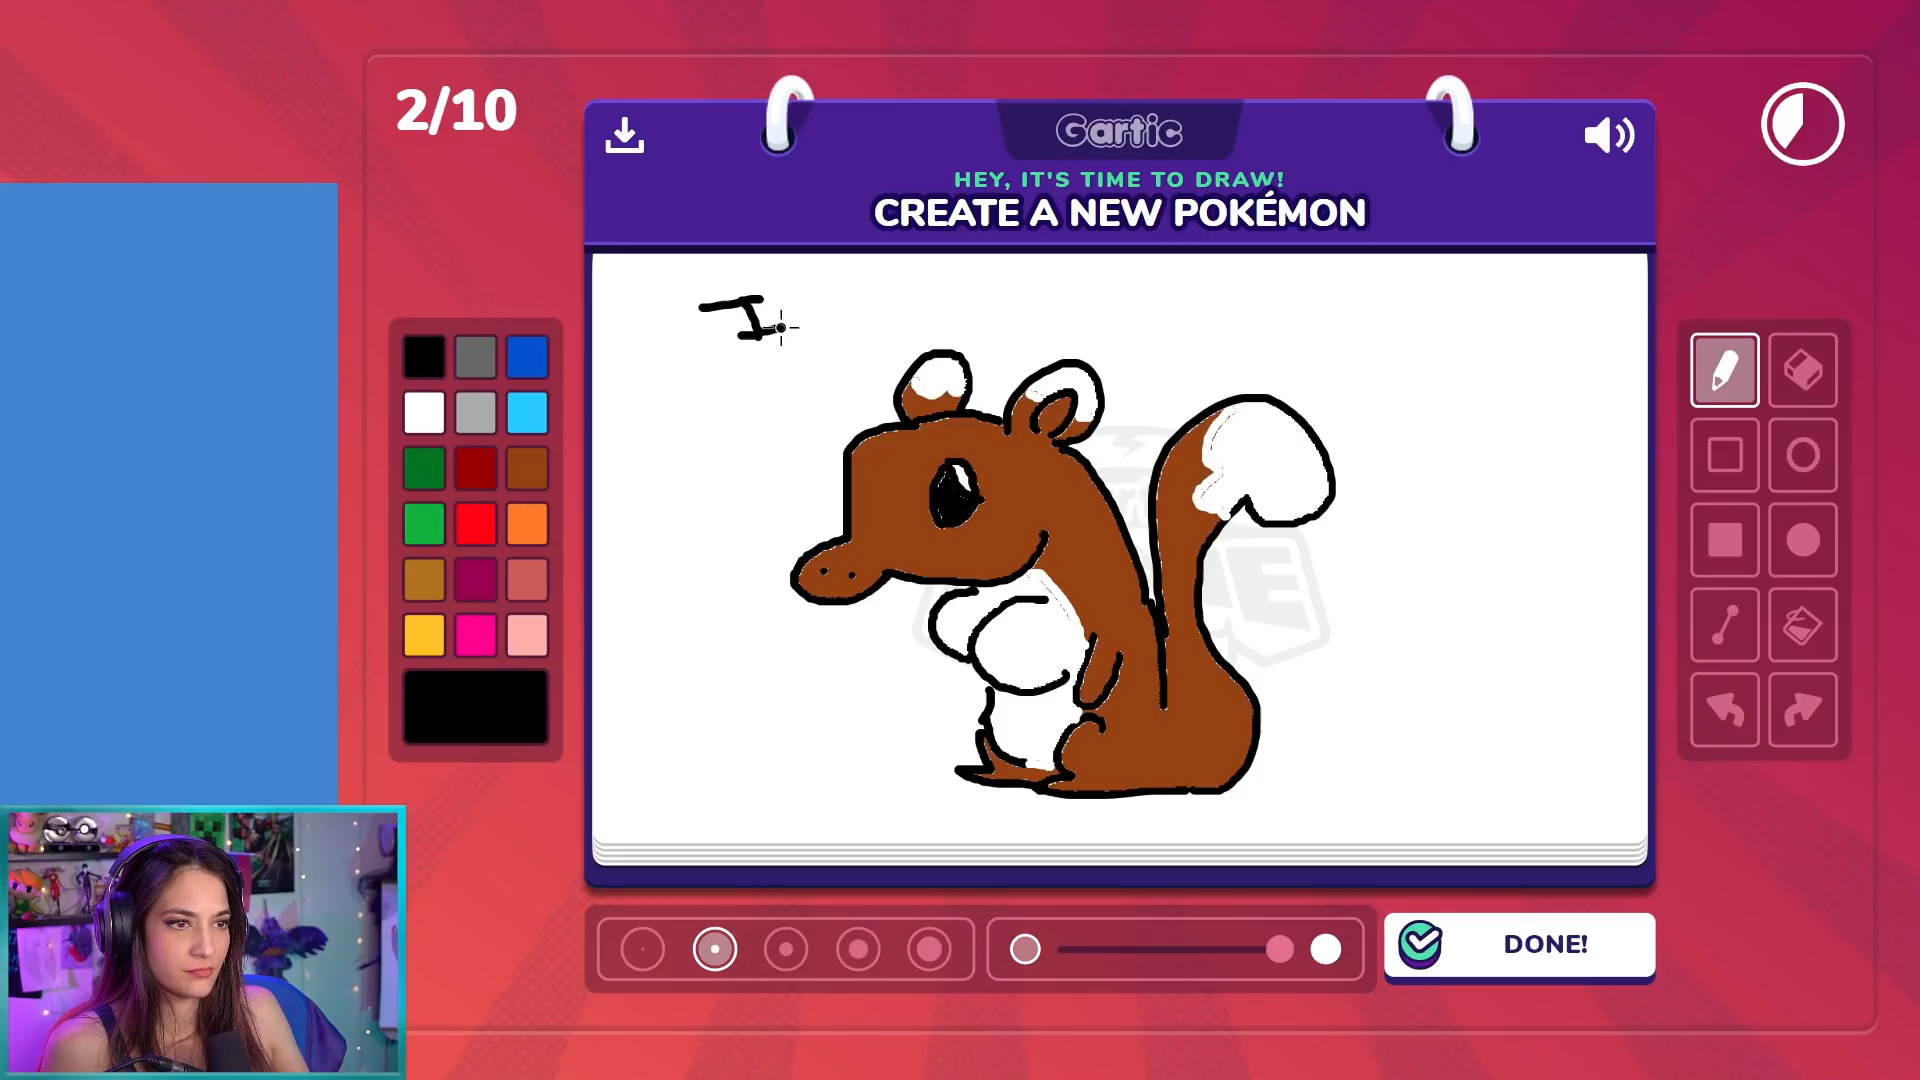 2/10
Gartic
HEY, IT'S TIME TO DRAW!
CREATE A NEW POKÉMON
I
DONE!